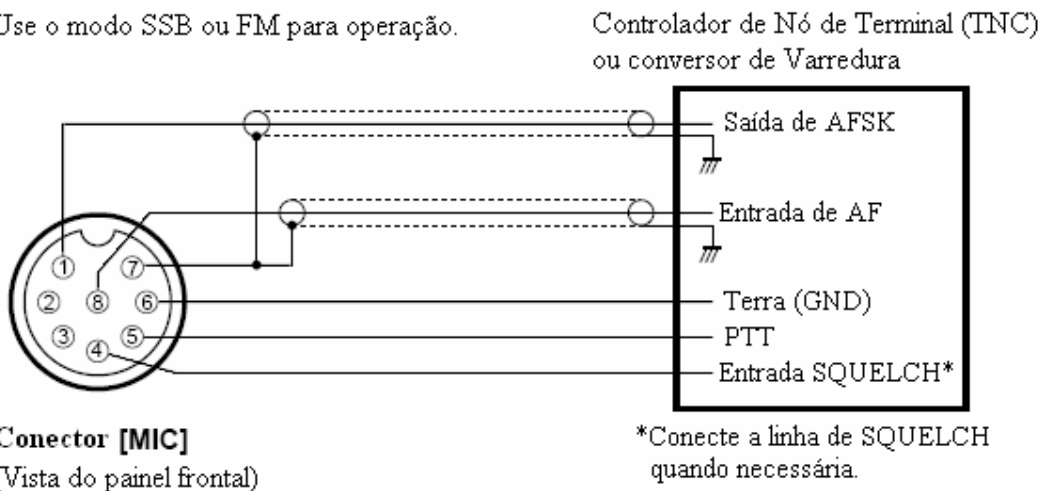 Use o modo SSB ou FM para operação.
Controlador de Nó de Terminal (TNC)
ou conversor de Varredura
Saída de AFSK
Entrada de AF
Terra (GND)
PTT
Entrada SQUELCH*
1
7
2
8
6
3
5
4
Conector [MIC]
(Vista do painel frontal)
*Conecte a linha de SQUELCH
quando necessária.